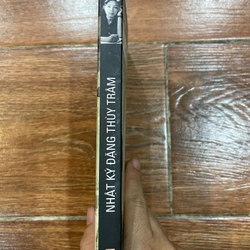 NHẬT KÝ ĐẶNG THÙY TRÂM